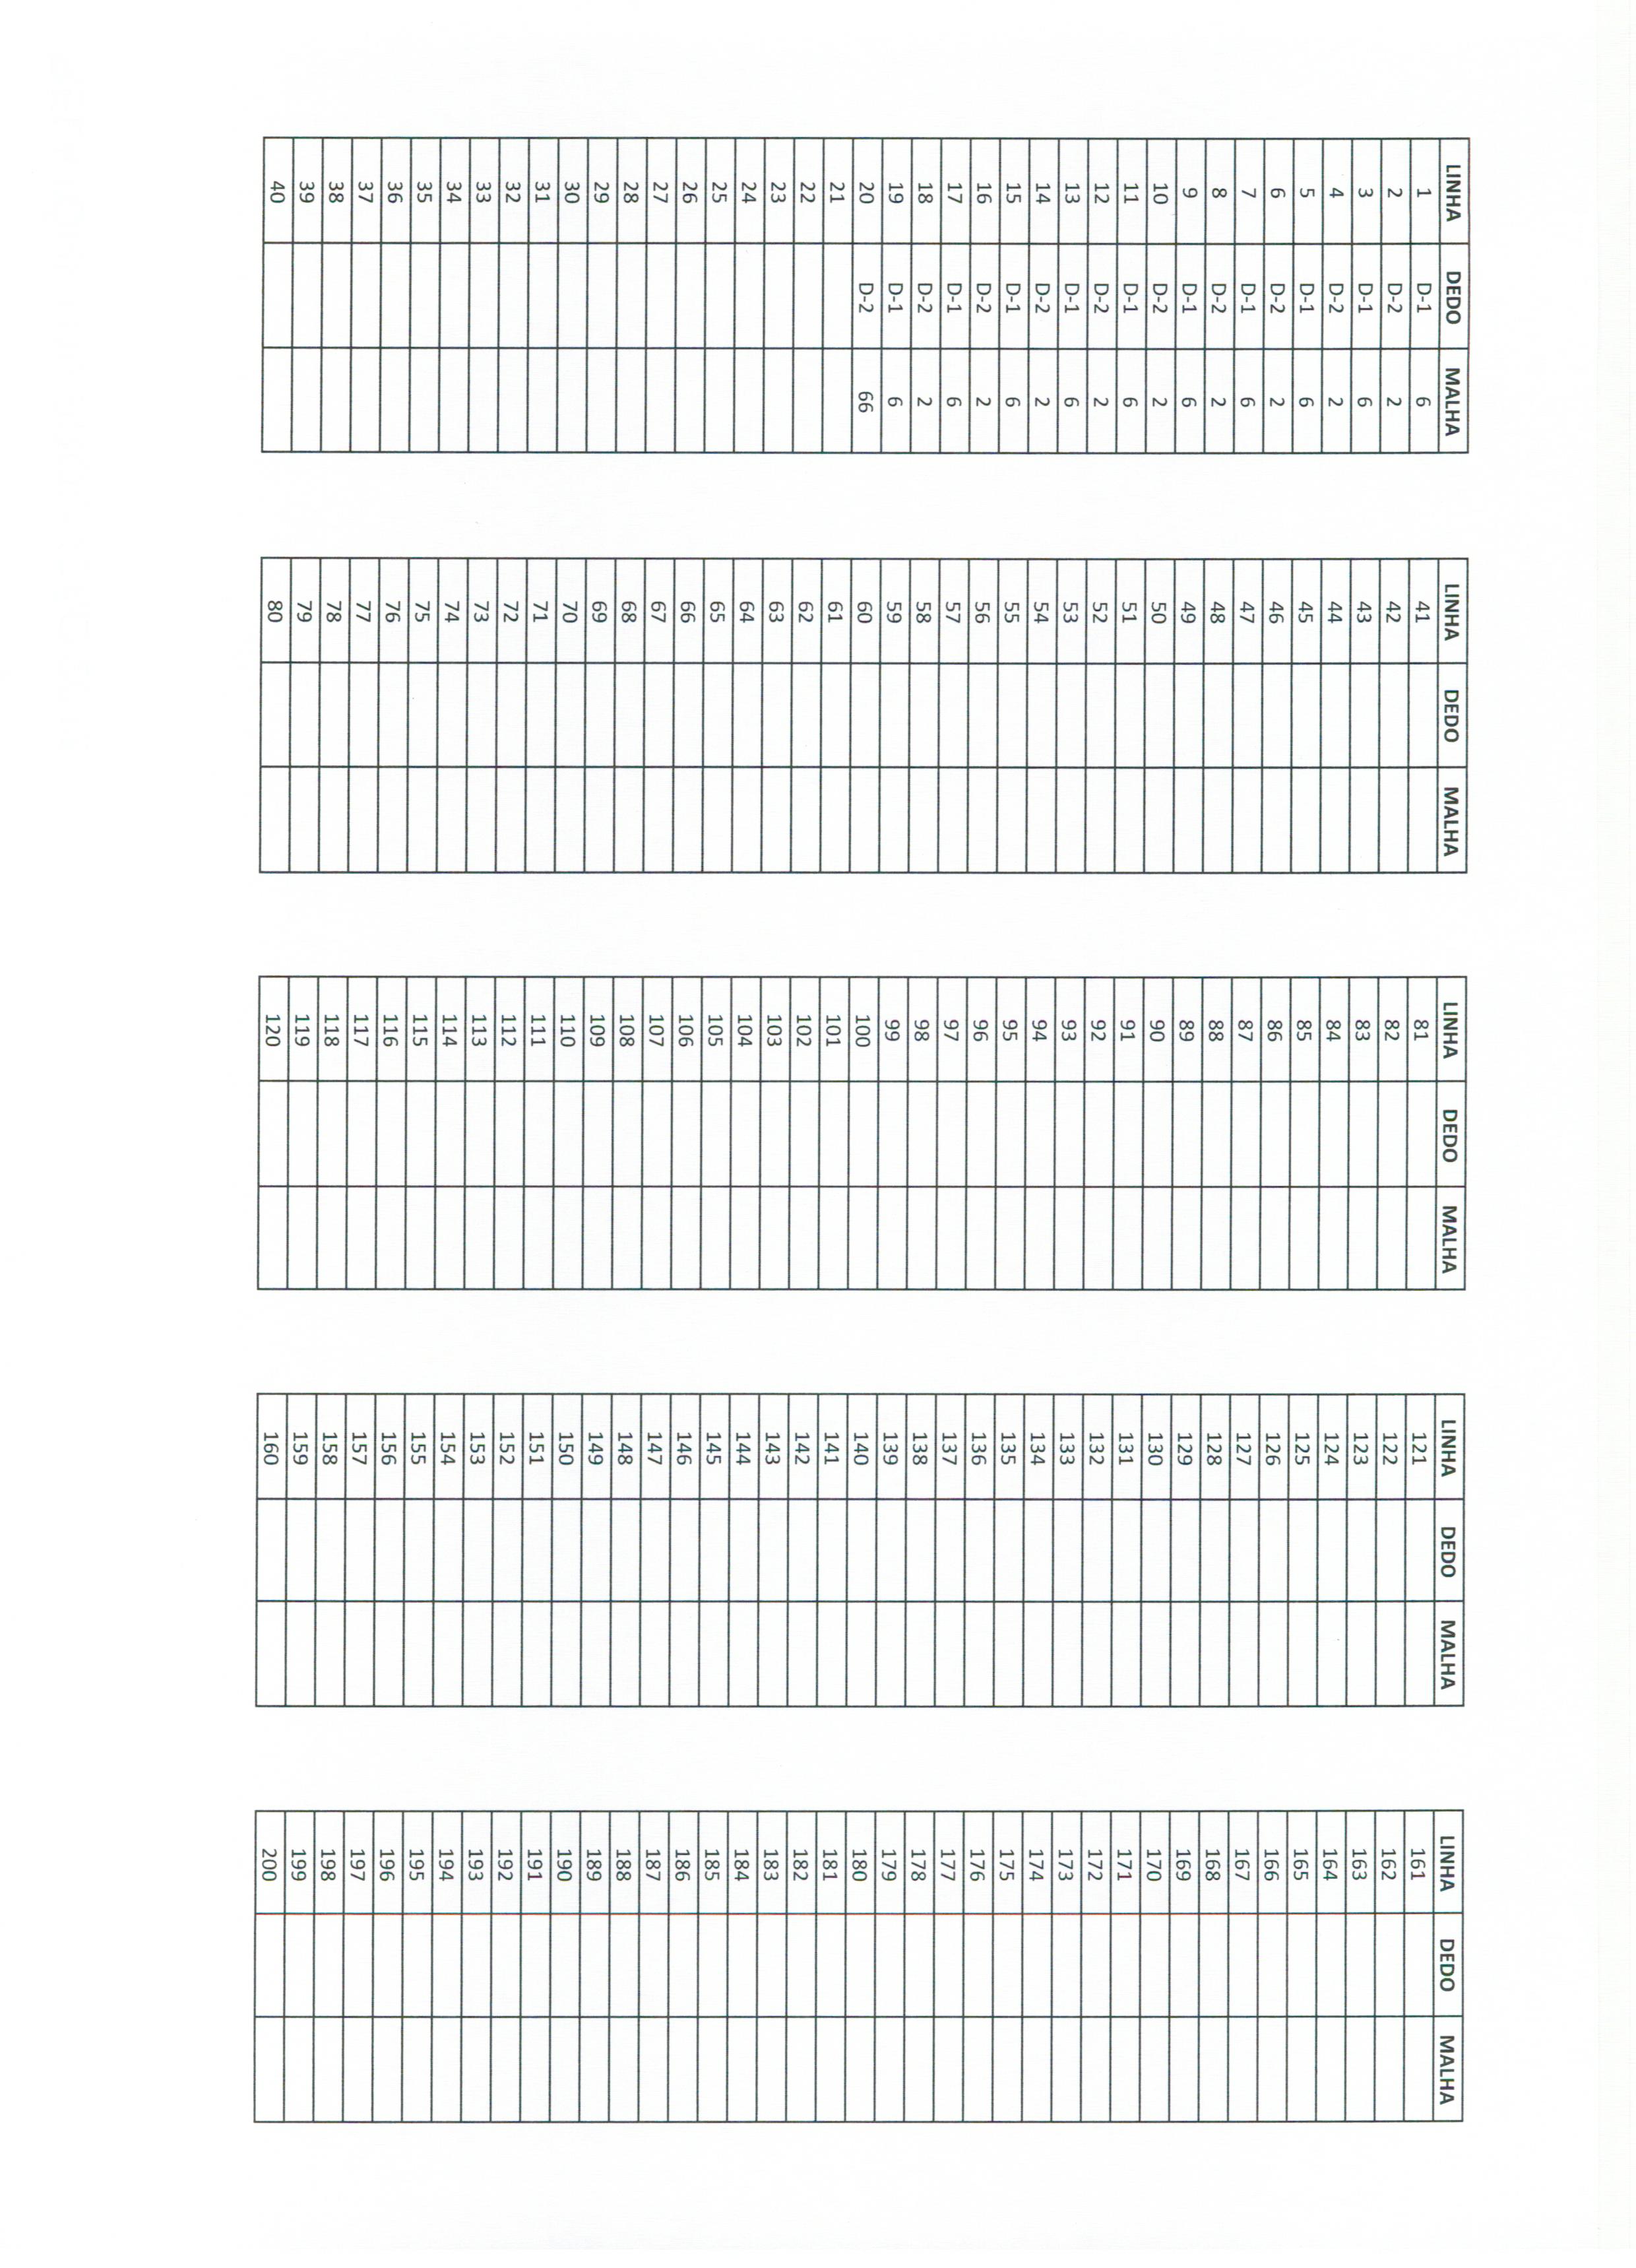 LINHA DEDO MALHA LINHA DEDO MALHA LINHA DEDO MALHA LINHA DEDO MALHA LINHA DEDO MALHA
1 D-1 6 41 81 121 161
2 D-2 2 42 82 122 162
3 D-1 6 43 83 123 163
4 D-2 2 44 84 124 164
5 D-1 6 45 85 125 165
6 D-2 2 46 86 126 166
7 D-1 6 47 87 127 167
8 D-2 2 48 88 128 168
9 D-1 6 49 89 129 169
10 D-2 2 50 90 130 170
11 D-1 6 51 91 131 171
12 D-2 2 52 92 132 172
13 D-1 6 53 93 133 173
14 D-2 2 54 94 134 174
15 D-1 6 55 95 135 175
16 D-2 2 56 96 136 176
17 D-1 6 57 97 137 177
18 D-2 2 58 98 138 178
19 D-1 6 59 99 139 179
20 D-2 66 60 100 140 180
21 61 101 141 181
22 62 102 142 182
23 63 103 143 183
24 64 104 144 184
25 65 105 145 185
26 66 106 146 186
27 67 107 147 187
28 68 108 148 188
29 69 109 149 189
30 70 110 150 190
31 71 111 151 191
32 72 112 152 192
33 73 113 153 193
34 74 114 154 194
35 75 115 155 195
36 76 116 156 196
37 77 117 157 197
38 78 118 158 198
39 79 119 159 199
40 80 120 160 200